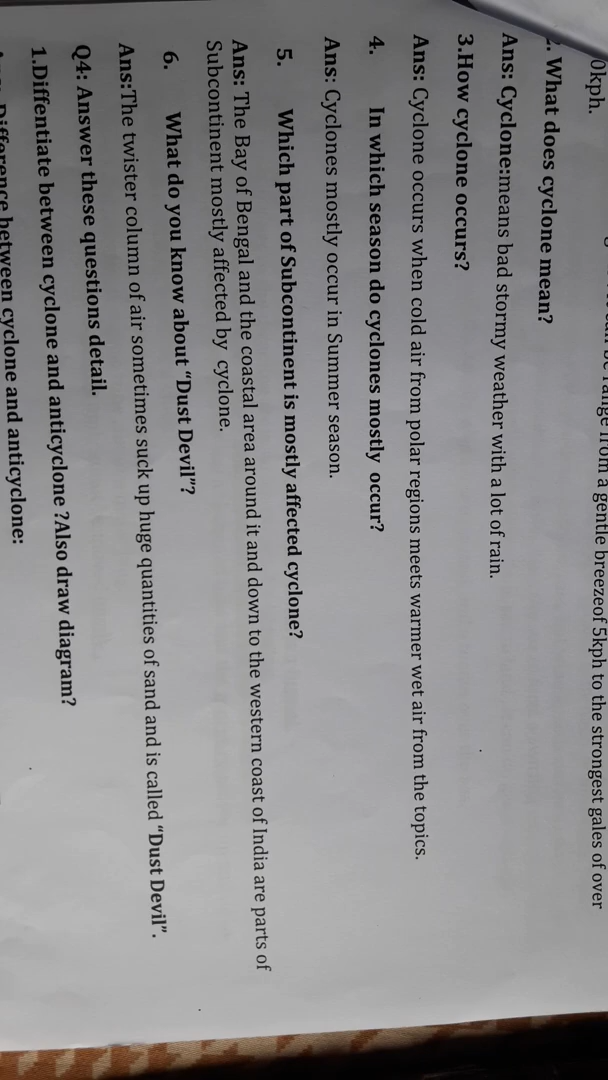 range from a gentle breezeof 5kph to the strongest gales of over
0kph.
. What does cyclone mean?
Ans: Cyclone:means bad stormy weather with a lot of rain.
3.How cyclone occurs?
Ans: Cyclone occurs when cold air from polar regions meets warmer wet air from the topics.
4. In which season do cyclones mostly occur?
Ans: Cyclones mostly occur in Summer season.
5. Which part of Subcontinent is mostly affected cyclone?
Ans: The Bay of Bengal and the coastal area around it and down to the western coast of India are parts of
Subcontinent mostly affected by cyclone.
6. What do you know about "Dust Devil"?
Ans:The twister column of air sometimes suck up huge quantities of sand and is called "Dust Devil".
Q4: Answer these questions detail.
1.Diffentiate between cyclone and anticyclone ?Also draw diagram?
Difference between cyclone and anticyclone: